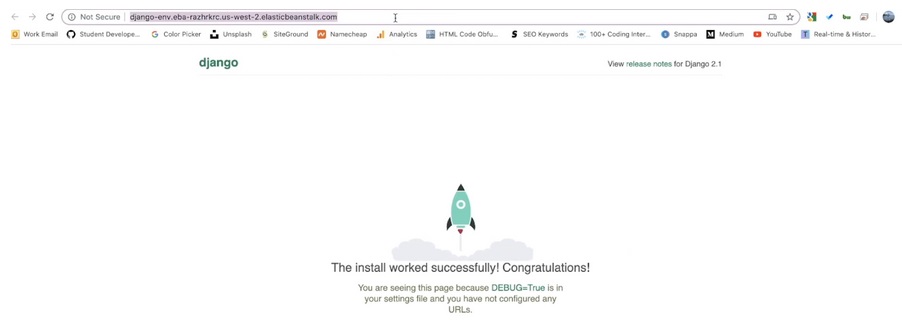 Not Secure django-env.eba-razhrkrc.us-west-2.elasticbeanstalk.com
Work Email Student Develope... Color Picker Unsplash SiteGround Namecheap Analytics HTML Code Obfu... SEO Keywords 100+ Coding Inter... Snappa Medium YouTube Real-time & Histor...
django View release notes for Django 2.1
The install worked successfully! Congratulations!
You are seeing this page because DEBUG=True is in
your settings file and you have not configured any
URLs.